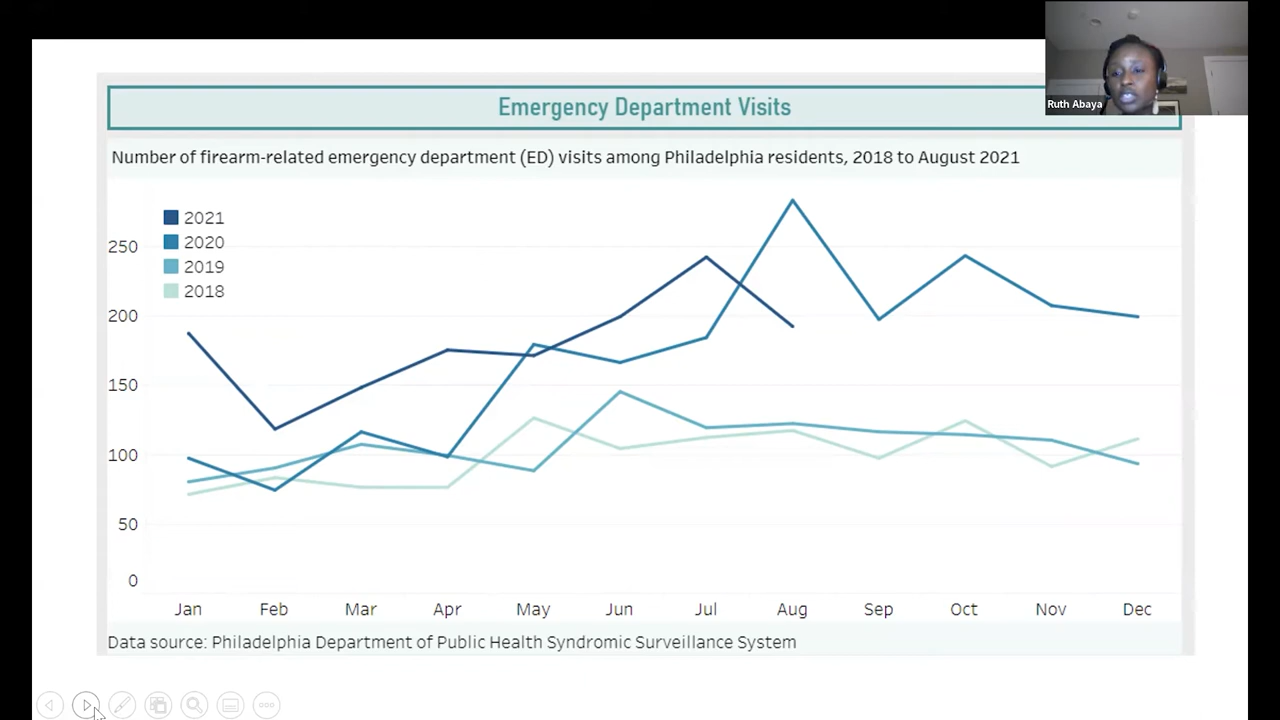 Ruth Abaya
Emergency Department Visits
Number of firearm-related emergency department (ED) visits among Philadelphia residents, 2018 to August 2021
2021
2020
2019
2018
250
200
150
100
50
0
Jan Feb Mar Apr May Jun Jul Aug Sep Oct Nov Dec
Data source: Philadelphia Department of Public Health Syndromic Surveillance System